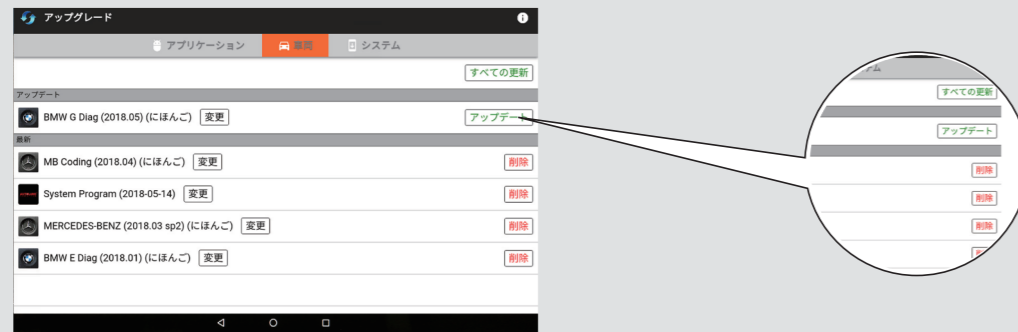 アップグレード
アプリケーション 車両 システム
すべての更新
アップデート
BMW G Diag (2018.05) (にほんご) 変更 アップデート
最新
MB Coding (2018.04) (にほんご) 変更 削除
System Program (2018-05-14) 変更 削除
MERCEDES-BENZ (2018.03 sp2) (にほんご) 変更 削除
BMW E Diag (2018.01) (にほんご) 変更 削除
テム
すべての更新
アップデート
削除
削除
削除